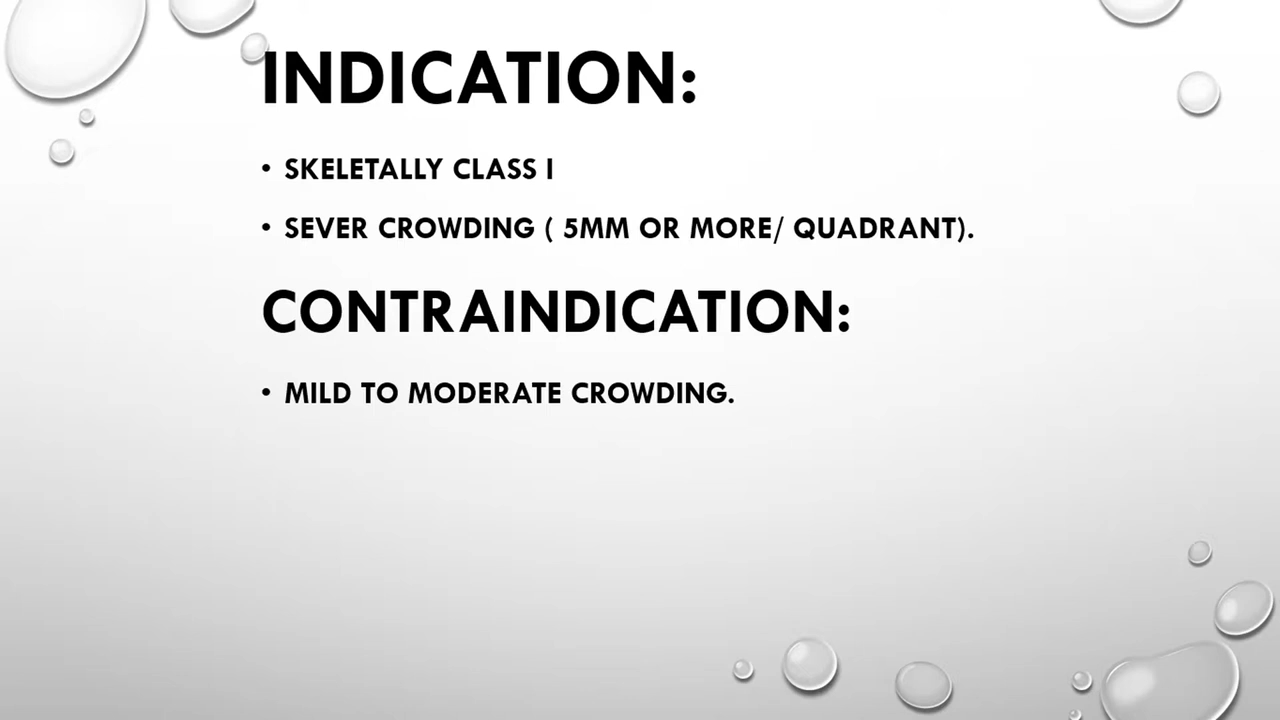 INDICATION:
• SKELETALLY CLASS I
• SEVER CROWDING ( 5MM OR MORE/ QUADRANT).
CONTRAINDICATION:
• MILD TO MODERATE CROWDING.